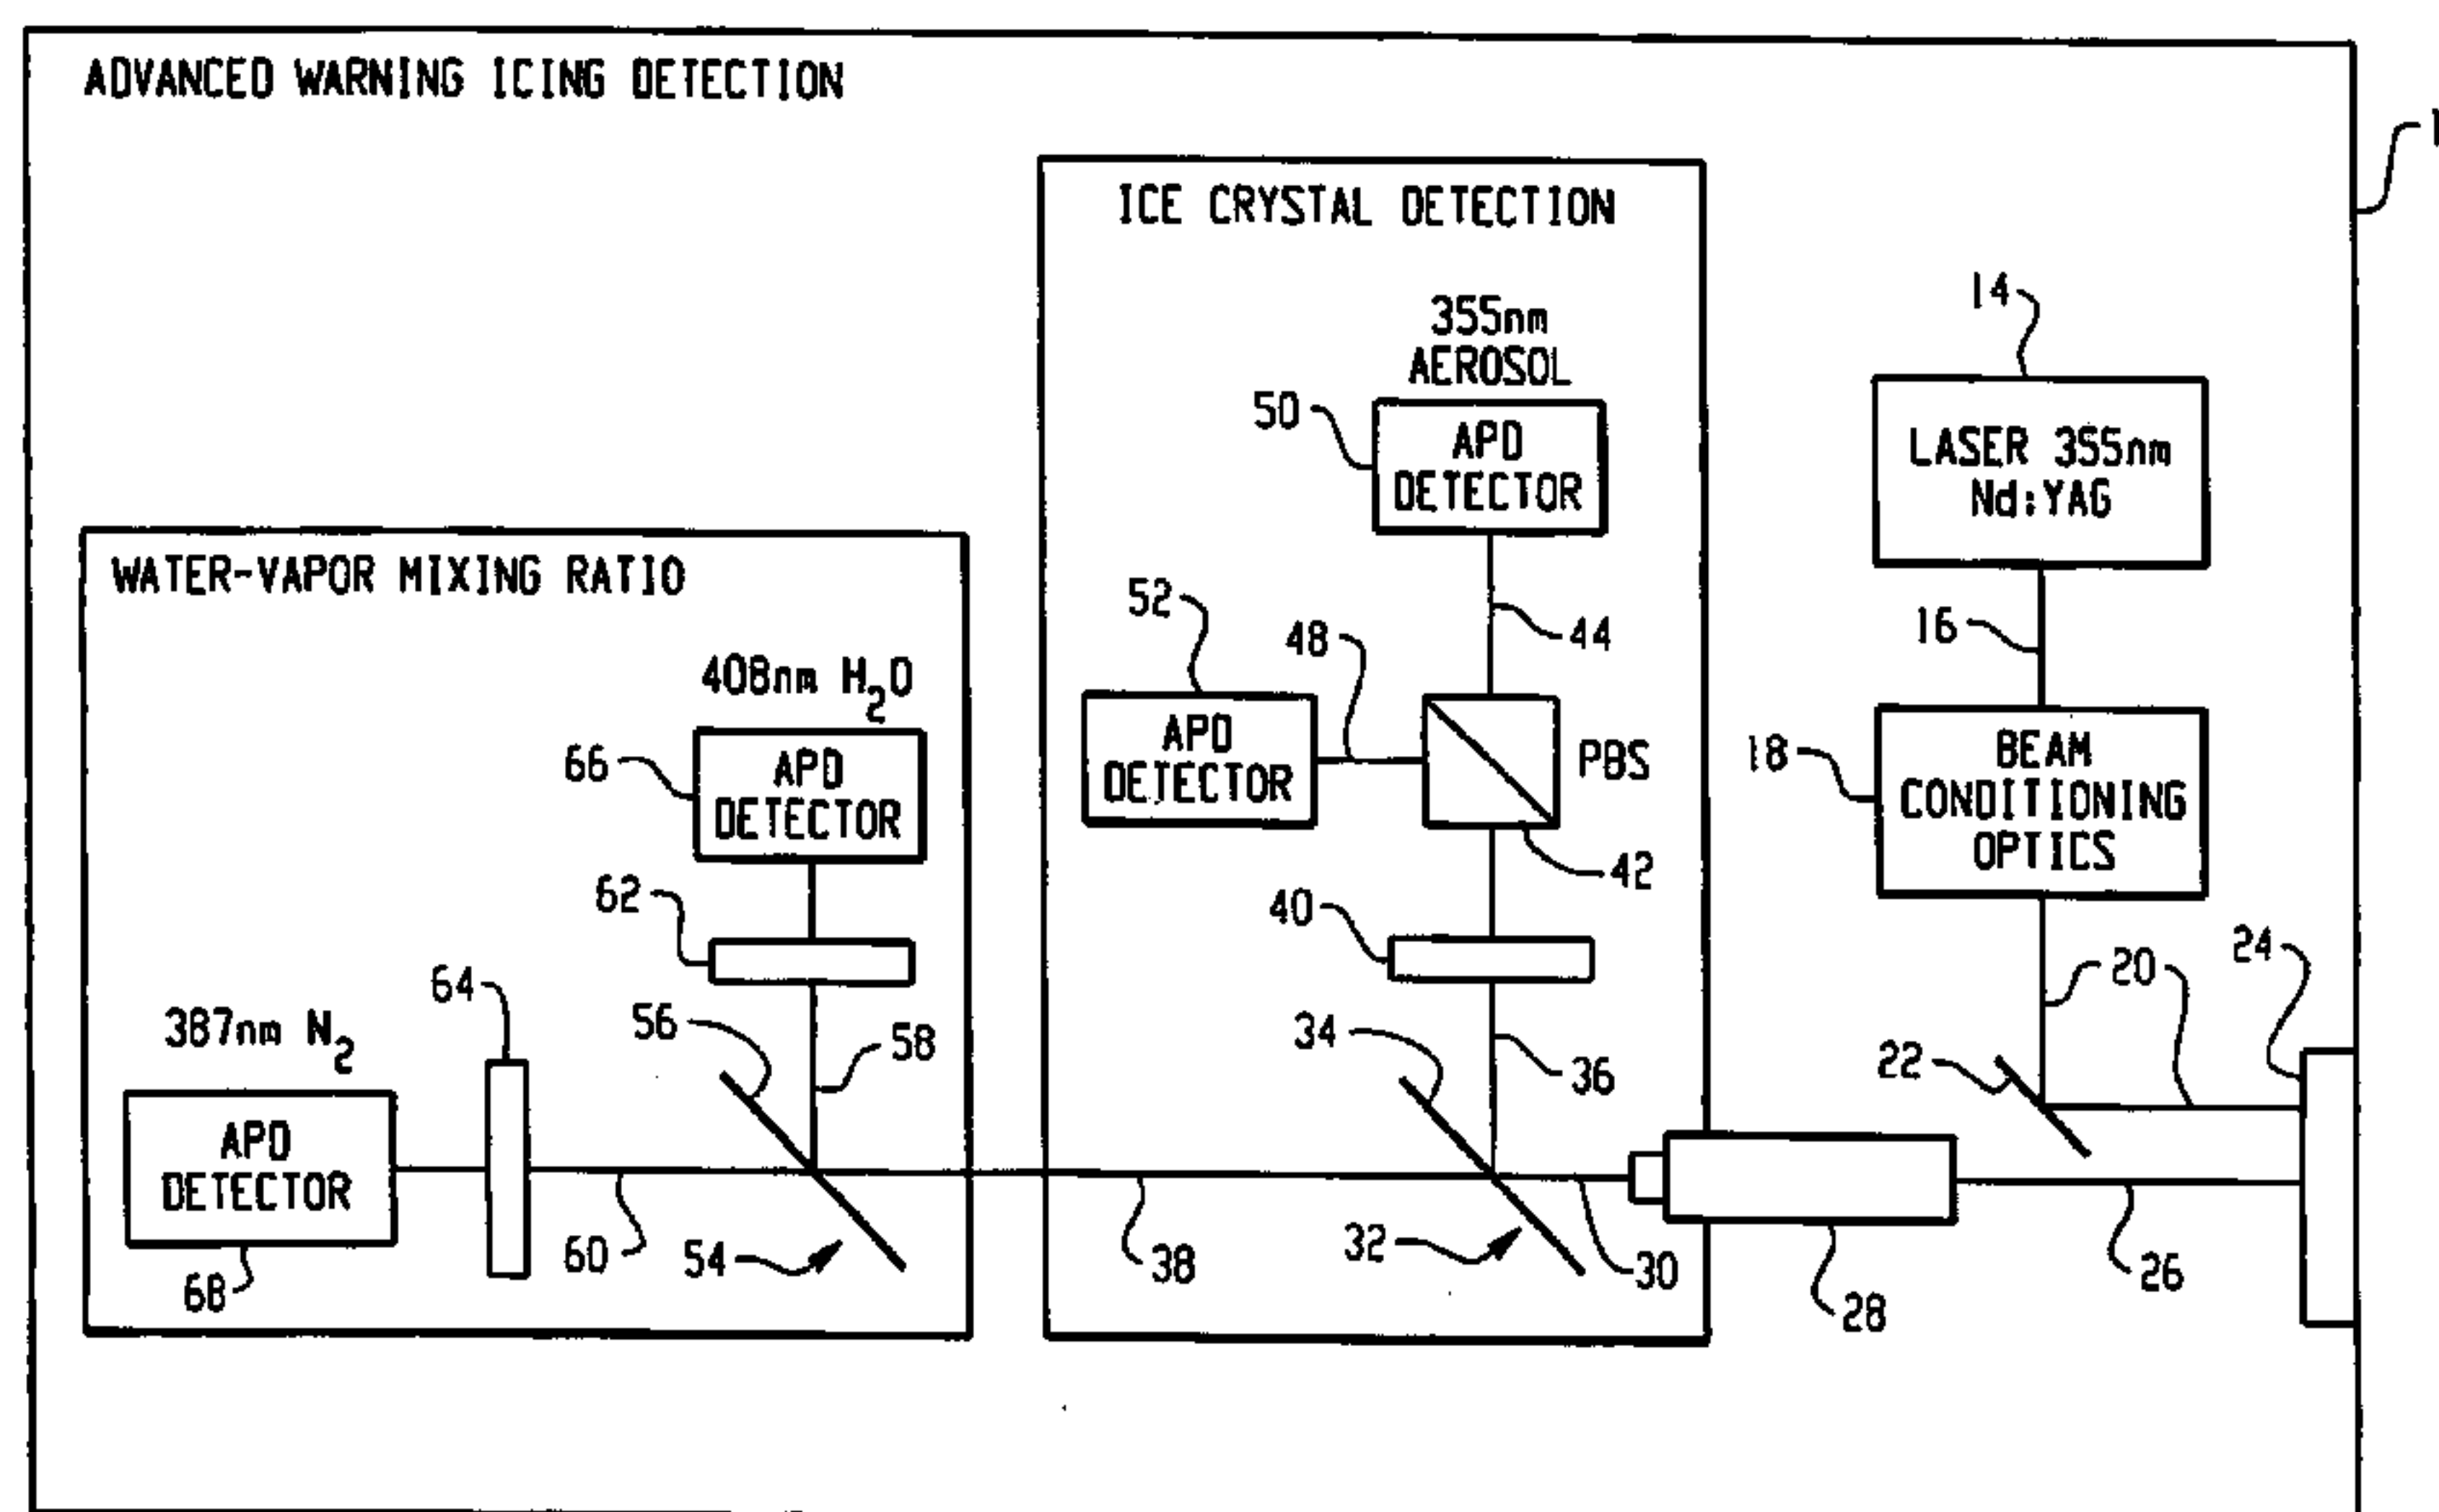 ADVANCED WARNING ICING DETECTION
ICE CRYSTAL DETECTION
14
355nm
AEROSOL
50
APD
DETECTOR
LASER 355nm
Nd:YAG
WATER-VAPOR MIXING RATIO
52
48
44
16
408nm H₂O
66
APD
DETECTOR
APD
DETECTOR
PBS
18
BEAM
CONDITIONING
OPTICS
62
40
42
64
24
20
387nm N₂
56
58
34
36
22
APD
DETECTOR
68
60
54
38
32
30
28
26